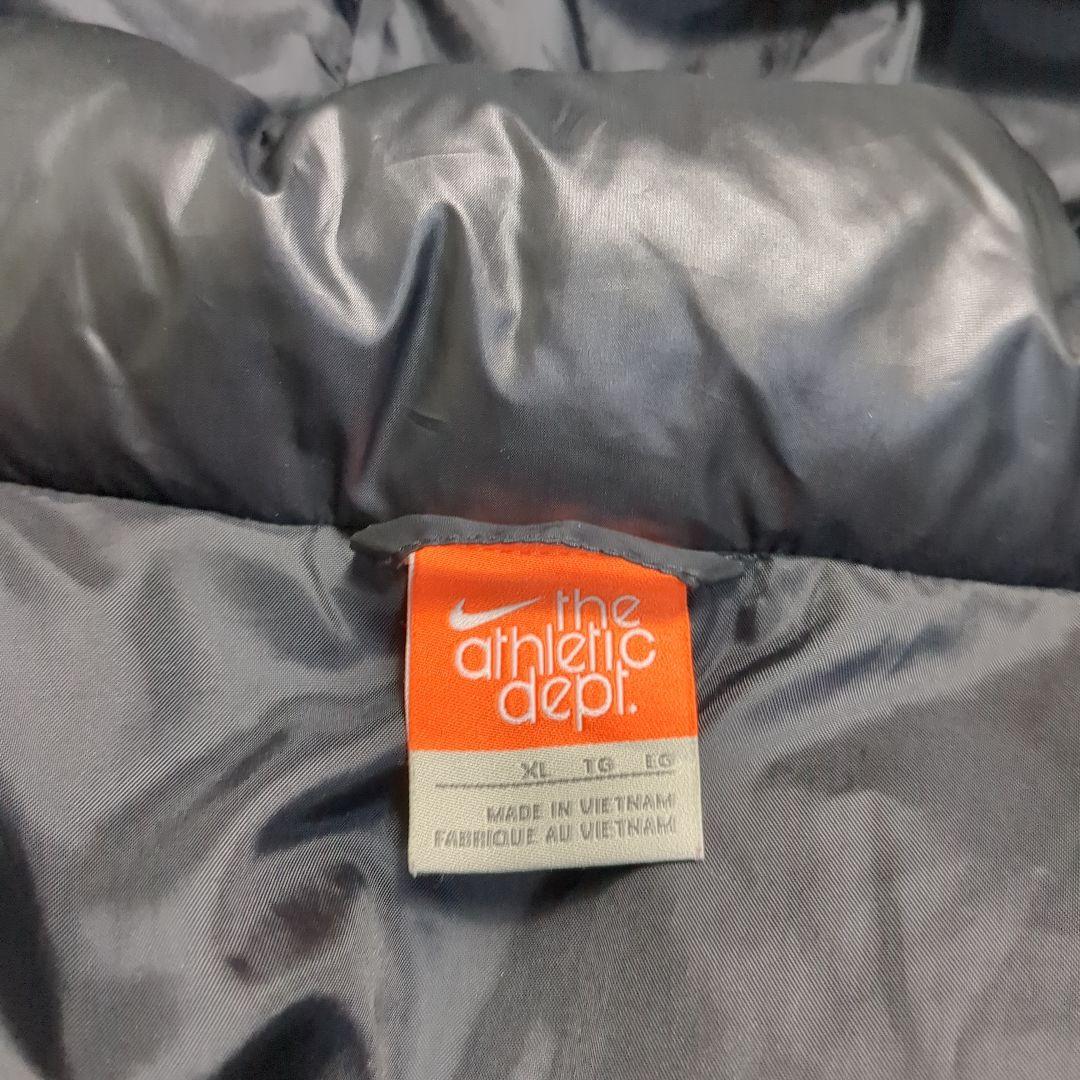 the
athletic
dept.
XL TG EG
MADE IN VIETNAM
FABRIQUE AU VIETNAM